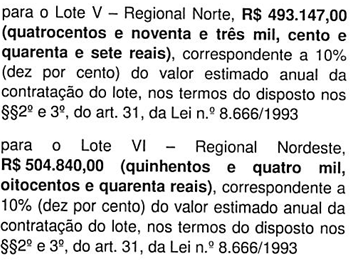 para o Lote V – Regional Norte, R$ 493.147,00
(quatrocentos e noventa e três mil, cento e
quarenta e sete reais), correspondente a 10%
(dez por cento) do valor estimado anual da
contratação do lote, nos termos do disposto nos
§§2º e 3º, do art. 31, da Lei n.º 8.666/1993
para o Lote VI – Regional Nordeste,
R$ 504.840,00 (quinhentos e quatro mil,
oitocentos e quarenta reais), correspondente a
10% (dez por cento) do valor estimado anual da
contratação do lote, nos termos do disposto nos
§§2º e 3º, do art. 31, da Lei n.º 8.666/1993